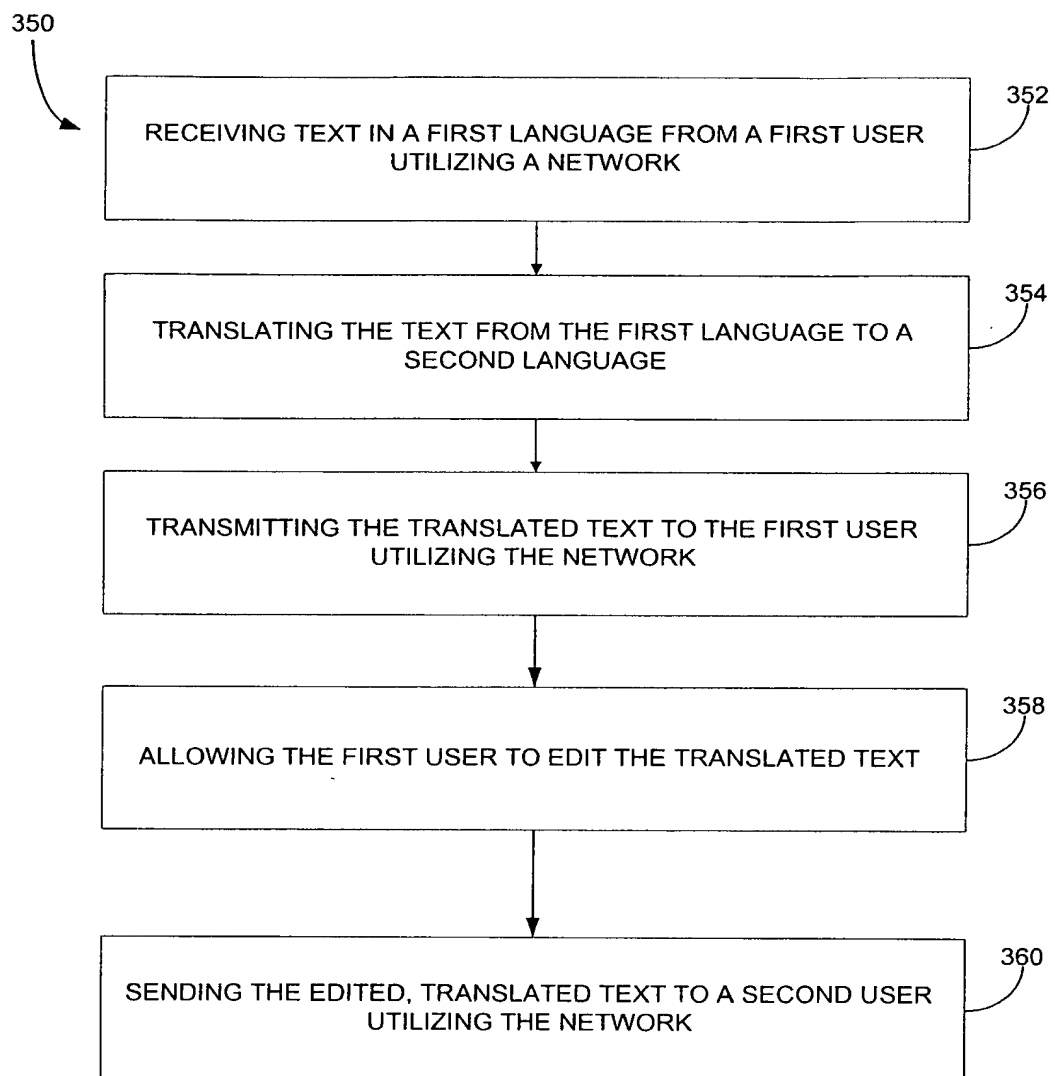 350
352
RECEIVING TEXT IN A FIRST LANGUAGE FROM A FIRST USER
UTILIZING A NETWORK
354
TRANSLATING THE TEXT FROM THE FIRST LANGUAGE TO A
SECOND LANGUAGE
356
TRANSMITTING THE TRANSLATED TEXT TO THE FIRST USER
UTILIZING THE NETWORK
358
ALLOWING THE FIRST USER TO EDIT THE TRANSLATED TEXT
360
SENDING THE EDITED, TRANSLATED TEXT TO A SECOND USER
UTILIZING THE NETWORK